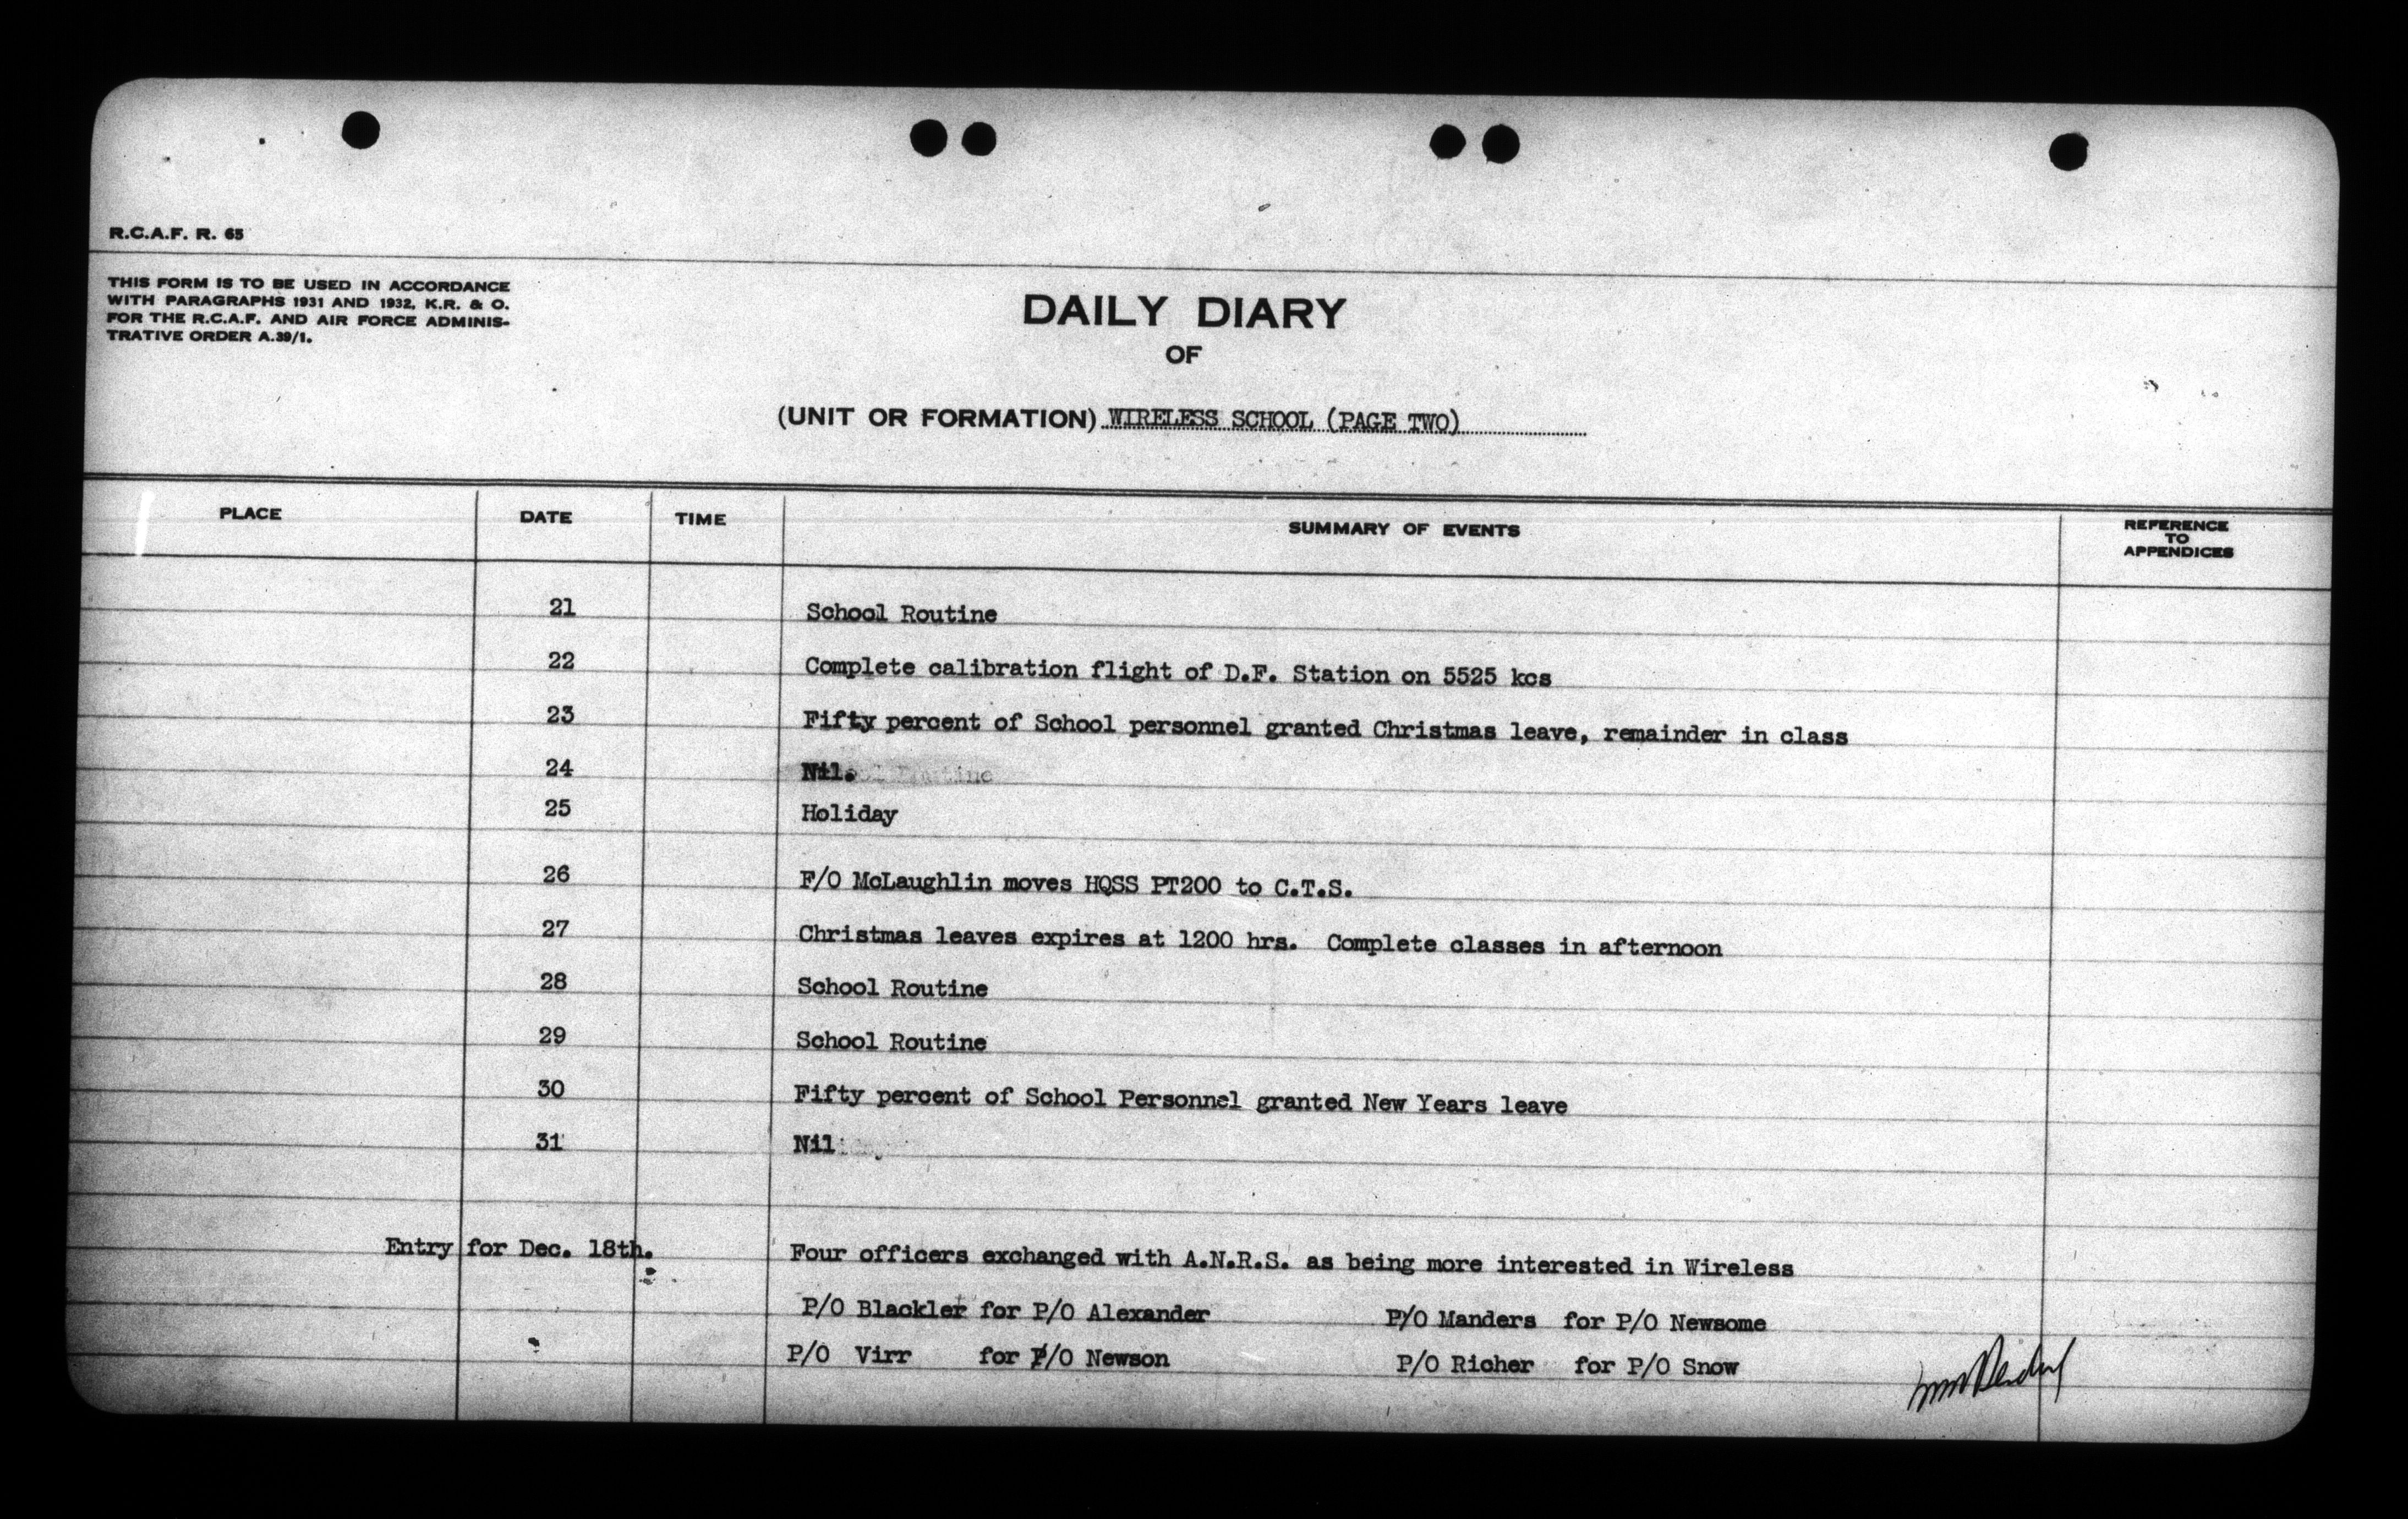 R.C.A.F. R. 65
THIS FORM IS TO BE USED IN ACCORDANCE
WITH PARAGRAPHS 1931 AND 1932, K.R. & O.
FOR THE R.C.A.F. AND AIR FORCE ADMINIS-
TRATIVE ORDER A.39/1.
DAILY DIARY
OF
(UNIT OR FORMATION) WIRELESS SCHOOL (PAGE TWO)
PLACE DATE TIME SUMMARY OF EVENTS REFERENCE TO APPENDICES
21 School Routine
22 Complete calibration flight of D.F. Station on 5525 kcs
23 Fifty percent of School personnel granted Christmas leave, remainder in class
24 Nil.
25 Holiday
26 F/O McLaughlin moves HQSS PT200 to C.T.S.
27 Christmas leaves expires at 1200 hrs. Complete classes in afternoon
28 School Routine
29 School Routine
30 Fifty percent of School Personnel granted New Years leave
31 Nil
Entry for Dec. 18th. Four officers exchanged with A.N.R.S. as being more interested in Wireless
P/O Blackler for P/O Alexander P/O Manders for P/O Newsome
P/O Virr for P/O Newson P/O Richer for P/O Snow